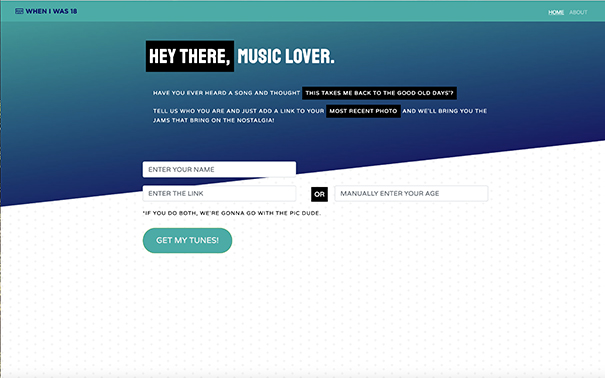 WHEN I WAS 18
HOME ABOUT
HEY THERE, MUSIC LOVER.
HAVE YOU EVER HEARD A SONG AND THOUGHT THIS TAKES ME BACK TO THE GOOD OLD DAYS'?
TELL US WHO YOU ARE AND JUST ADD A LINK TO YOUR MOST RECENT PHOTO AND WE'LL BRING YOU THE
JAMS THAT BRING ON THE NOSTALGIA!
ENTER YOUR NAME
ENTER THE LINK OR MANUALLY ENTER YOUR AGE
*IF YOU DO BOTH, WE'RE GONNA GO WITH THE PIC DUDE.
GET MY TUNES!